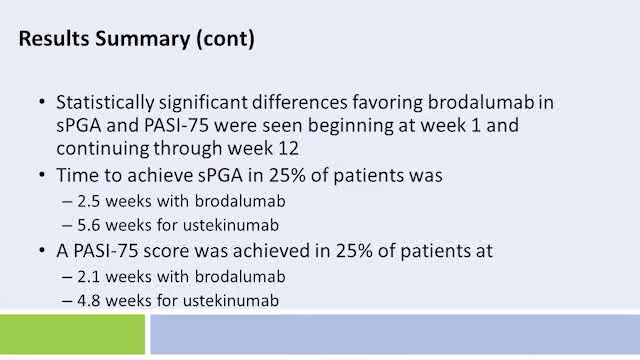 Results Summary (cont)
• Statistically significant differences favoring brodalumab in
sPGA and PASI-75 were seen beginning at week 1 and
continuing through week 12
• Time to achieve sPGA in 25% of patients was
– 2.5 weeks with brodalumab
– 5.6 weeks for ustekinumab
• A PASI-75 score was achieved in 25% of patients at
– 2.1 weeks with brodalumab
– 4.8 weeks for ustekinumab